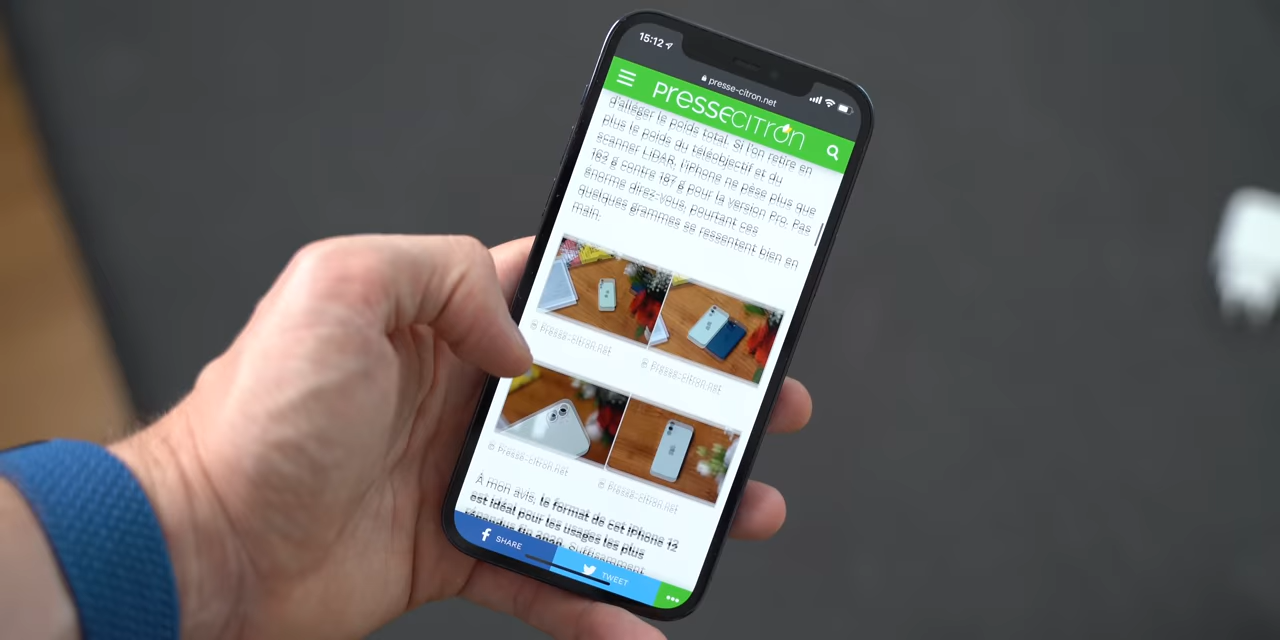 15:12
presse-citron.net
PRESSECITRON
d'alléger le poids total. Si l'on retire en
plus le poids du téléobjectif et du
scanner LiDAR, l'iphone ne pèse plus que
162 g contre 187 g pour la version Pro. Pas
énorme direz-vous, pourtant ces
quelques grammes se ressentent bien en
main.
© Presse-citron.net
© Presse-citron.net
© Presse-citron.net
© Presse-citron.net
À mon avis, le format de cet iPhone 12
est idéal pour les usages les plus
répandus fin 2020. Suffisamment
SHARE
TWEET